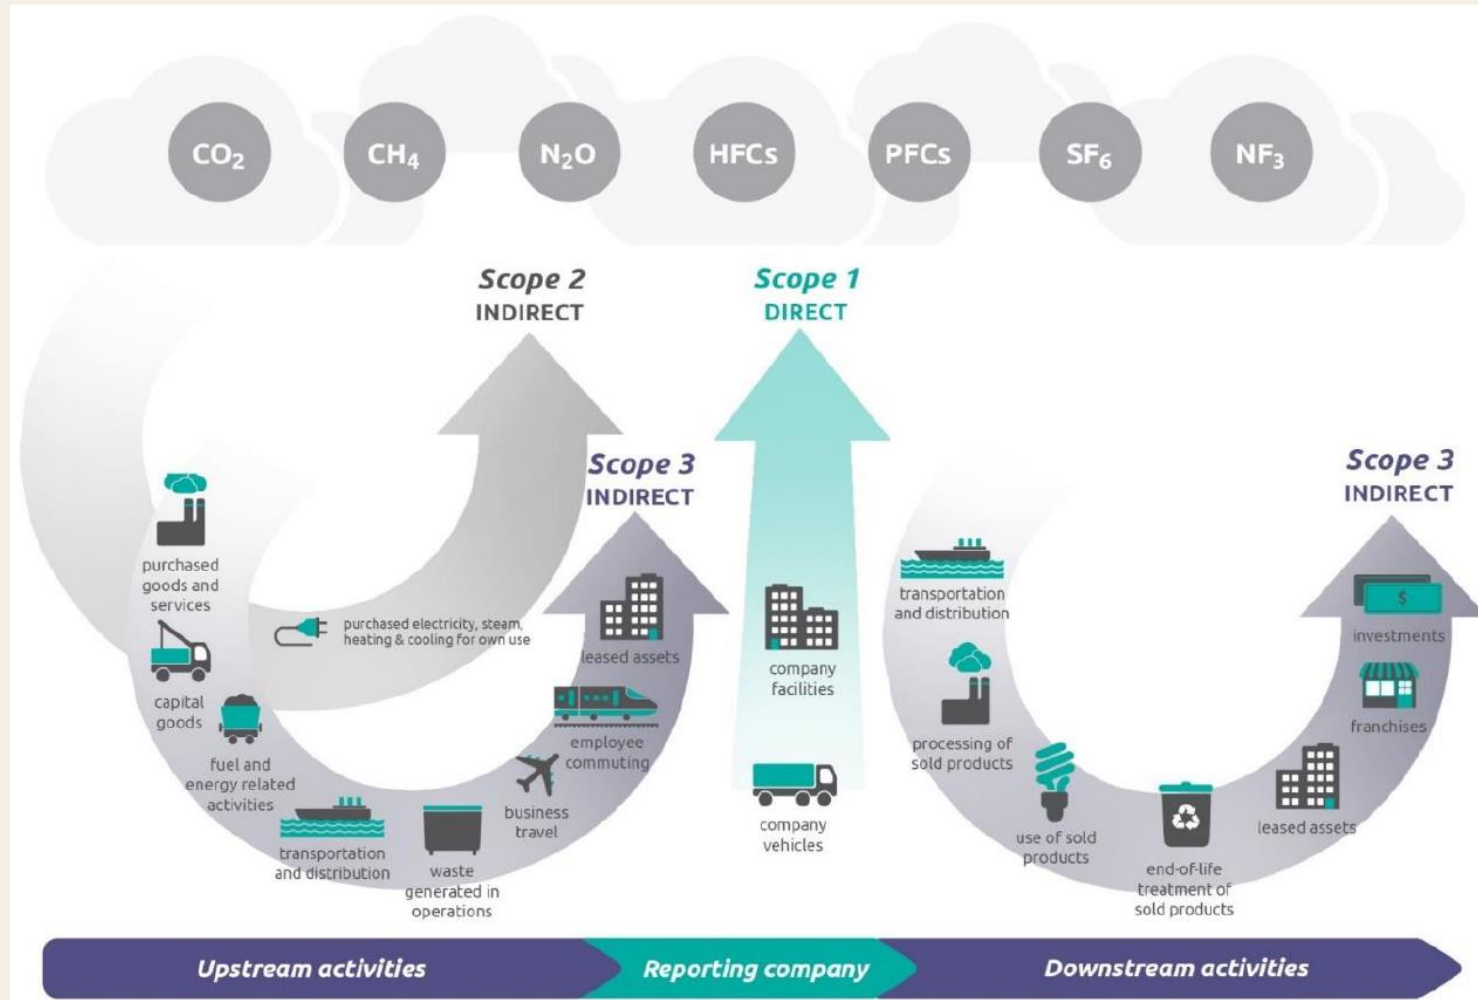 CO₂
CH₄
N₂O
HFCs
PFCs
SF₆
NF₃
Scope 2
INDIRECT
Scope 1
DIRECT
Scope 3
INDIRECT
Scope 3
INDIRECT
purchased
goods and
services
capital
goods
fuel and
energy related
activities
transportation
and distribution
waste
generated in
operations
business
travel
employee
commuting
leased assets
purchased electricity, steam,
heating & cooling for own use
company
facilities
company
vehicles
transportation
and distribution
processing of
sold products
use of sold
products
end-of-life
treatment of
sold products
leased assets
franchises
$
investments
Upstream activities
Reporting company
Downstream activities